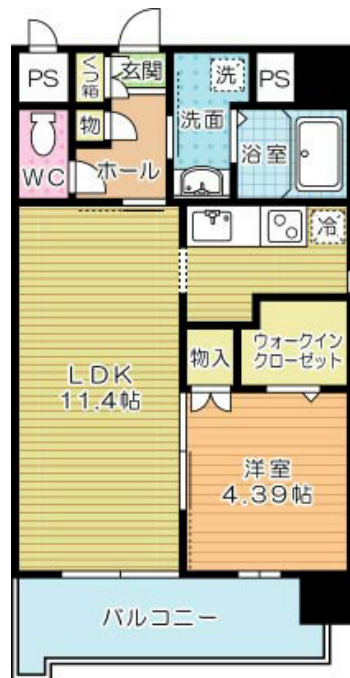 PS
くつ箱
玄関
洗
PS
物
洗面
浴室
WC
ホール
冷
LDK
11.4帖
物入
ウォークイン
クローゼット
洋室
4.39帖
バルコニー